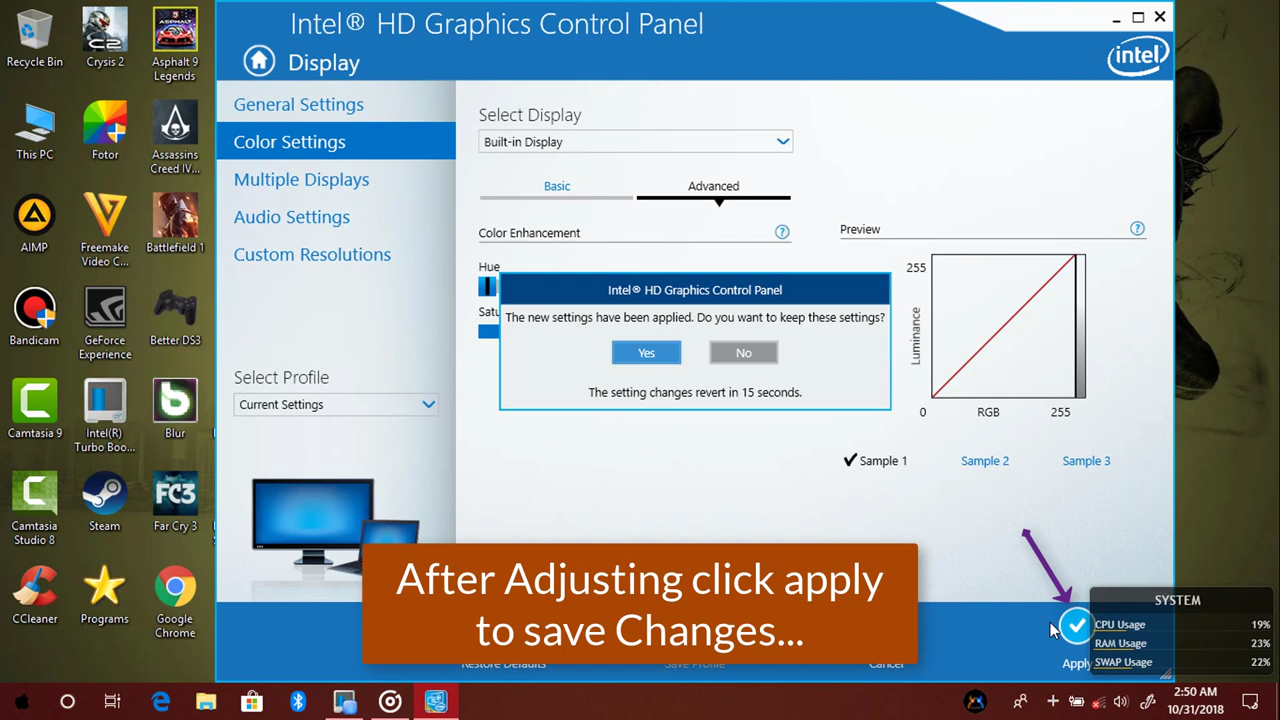 Recycle Bin
Crysis 2
Asphalt 9
Legends
This PC
Fotor
Assassins
Creed IV...
AIMP
Freemake
Video C...
Battlefield 1
Bandicam
GeForce
Experience
Better DS3
Camtasia 9
Intel(R)
Turbo Boo...
Blur
Camtasia
Studio 8
Steam
FC3
Far Cry 3
CCleaner
Programs
Google
Chrome
Intel® HD Graphics Control Panel
Display
intel
General Settings
Color Settings
Multiple Displays
Audio Settings
Custom Resolutions
Select Profile
Current Settings
Select Display
Built-in Display
Basic
Advanced
Color Enhancement
?
Preview
?
Hue
Satu
Intel® HD Graphics Control Panel
The new settings have been applied. Do you want to keep these settings?
Yes
No
The setting changes revert in 15 seconds.
255
Luminance
0
RGB
255
Sample 1
Sample 2
Sample 3
After Adjusting click apply
to save Changes...
Restore Defaults
Save Profile
Cancel
Apply
SYSTEM
CPU Usage 19%
RAM Usage 23%
SWAP Usage 22%
2:50 AM
10/31/2018